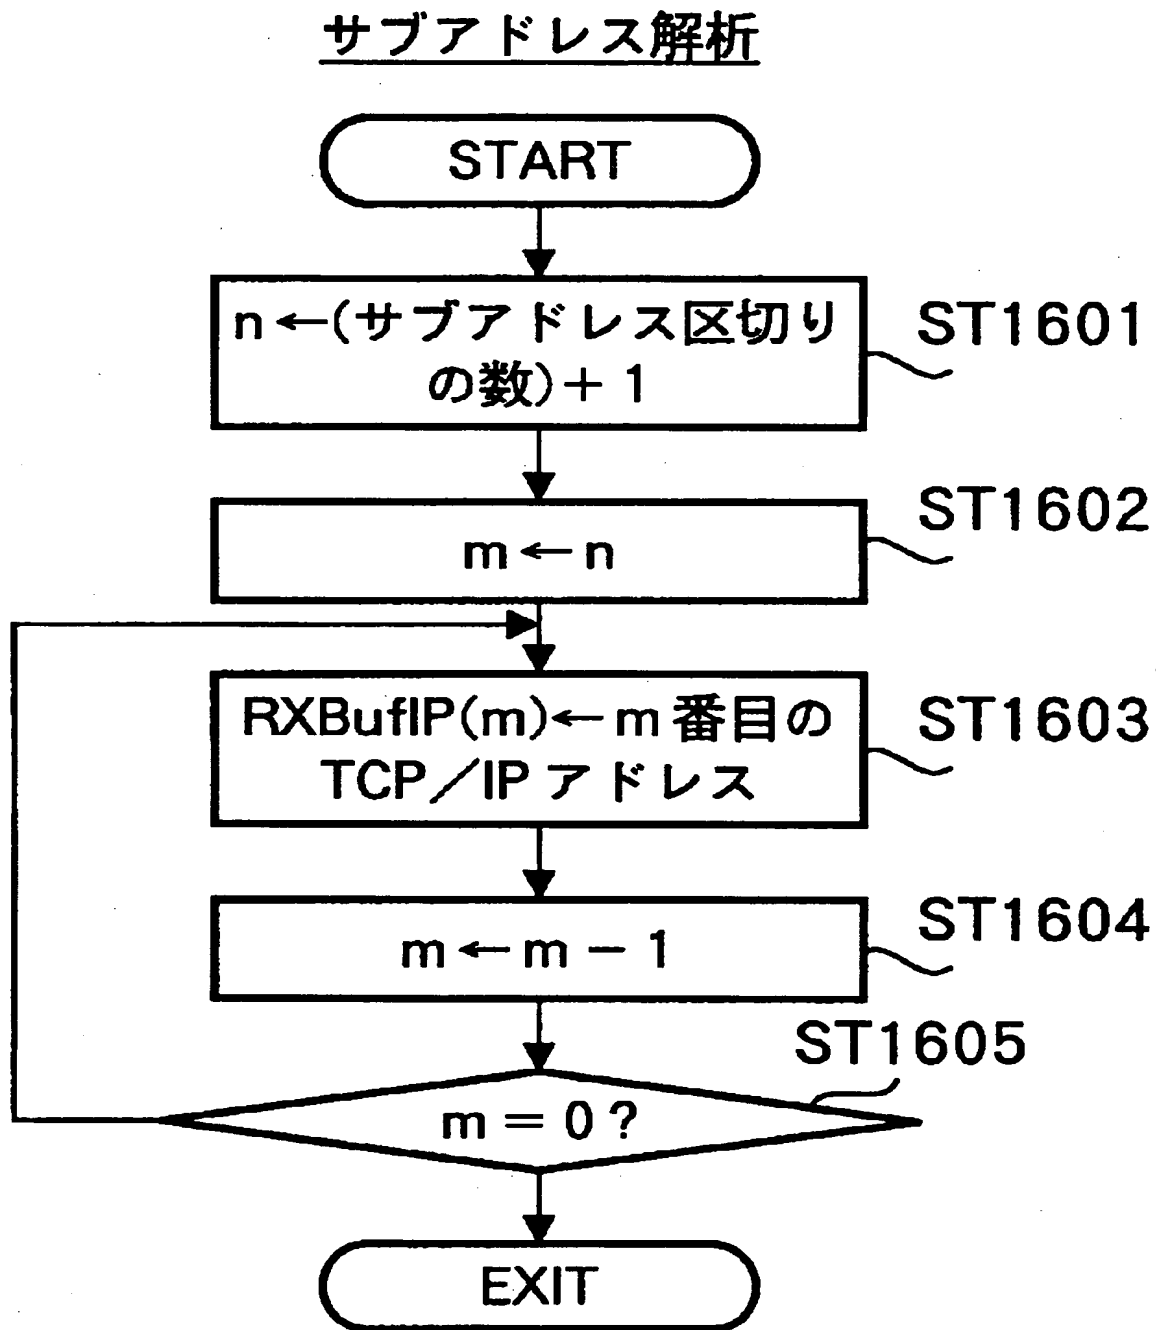 サブアドレス解析
START
n←(サブアドレス区切り
の数)+1
ST1601
m←n
ST1602
RXBufIP(m)←m番目の
TCP／IPアドレス
ST1603
m←m－1
ST1604
m＝0？
ST1605
EXIT